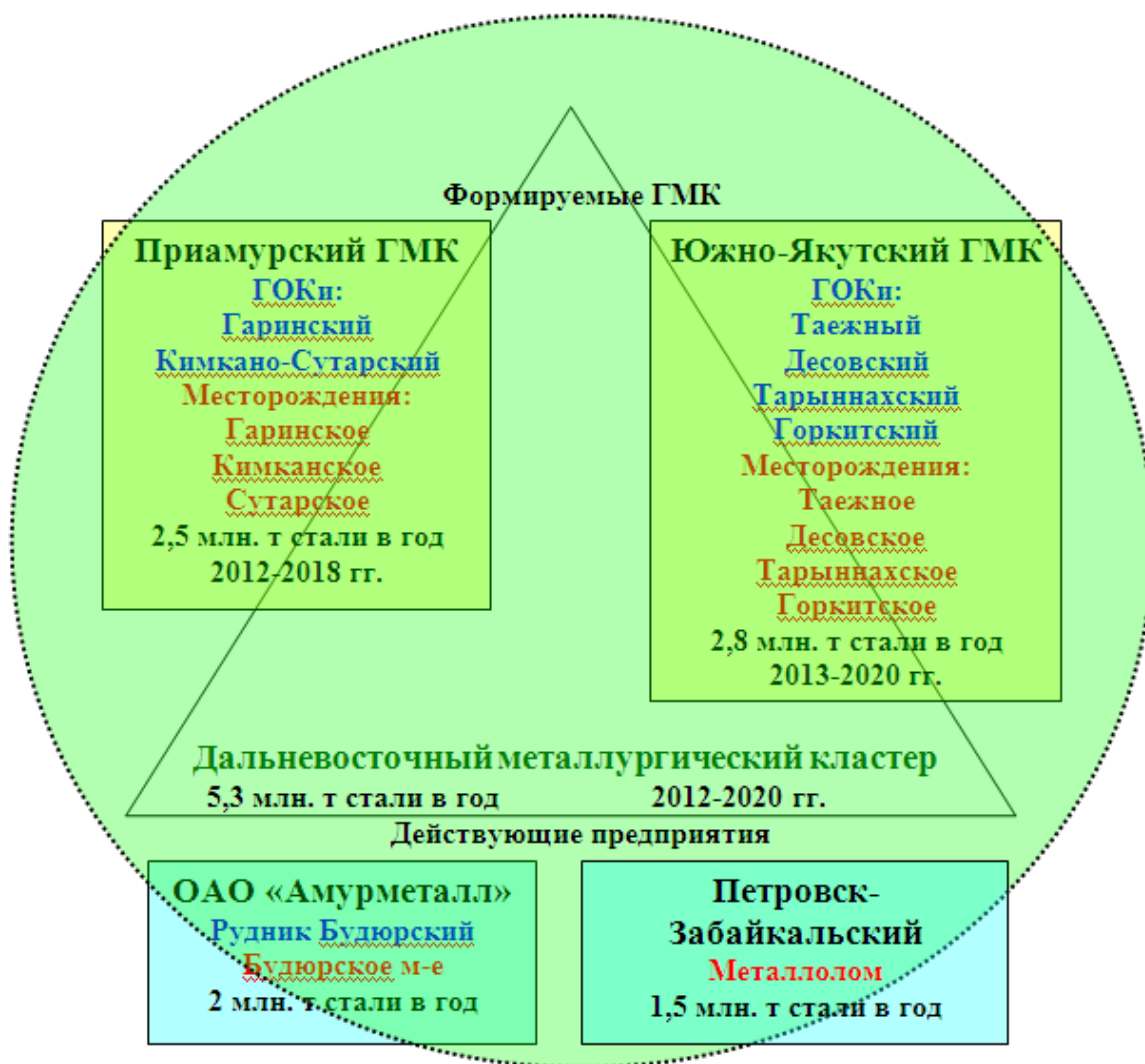 Формируемые ГМК
Приамурский ГМК
ГОКи:
Гаринский
Кимкано-Сутарский
Месторождения:
Гаринское
Кимканское
Сутарское
2,5 млн. т стали в год
2012-2018 гг.
Южно-Якутский ГМК
ГОКи:
Таежный
Десовский
Тарыннахский
Горкитский
Месторождения:
Таежное
Десовское
Тарыннахское
Горкитское
2,8 млн. т стали в год
2013-2020 гг.
Дальневосточный металлургический кластер
5,3 млн. т стали в год 2012-2020 гг.
Действующие предприятия
ОАО «Амурметалл»
Рудник Будюрский
Будюрское м-е
2 млн. т стали в год
Петровск-
Забайкальский
Металлолом
1,5 млн. т стали в год